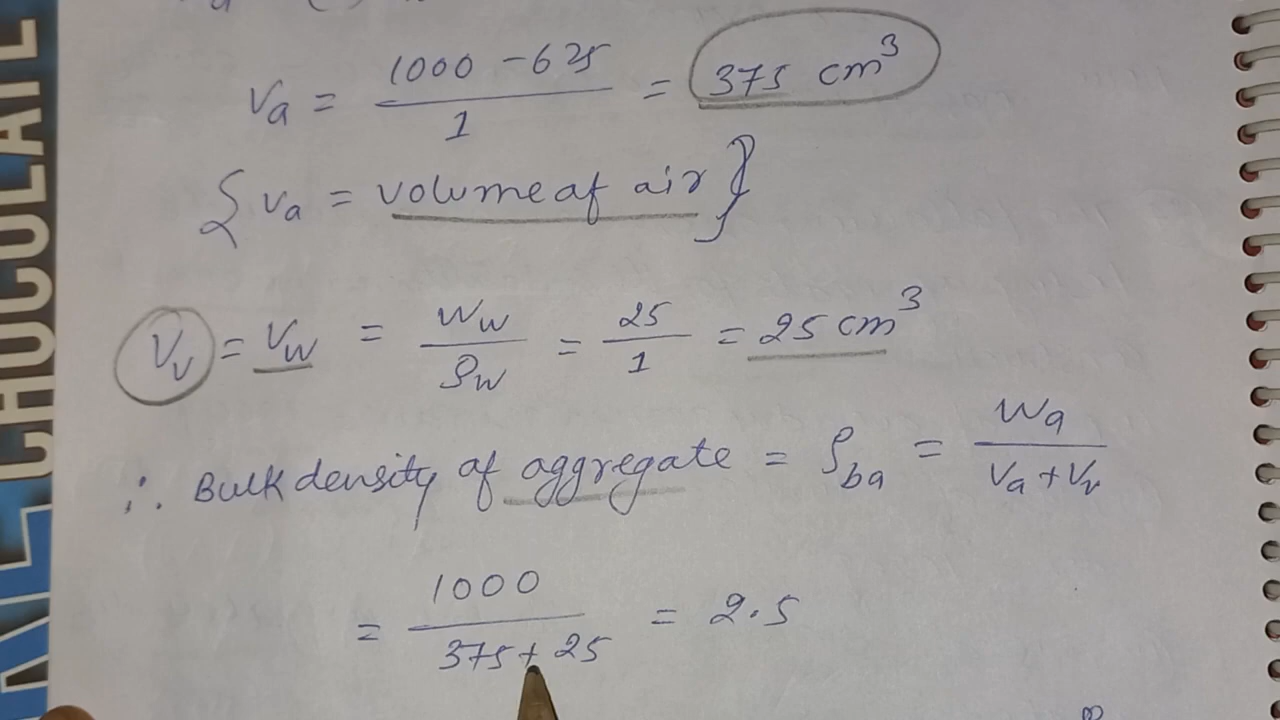 Va = 1000 - 625 / 1 = 375 cm³
{ Va = volume of air }
Vv = Vw = Ww / ρw = 25 / 1 = 25 cm³
∴ Bulk density of aggregate = ρba = Wa / Va + Vv
= 1000 / 375 + 25 = 2.5
CHOCOLATE